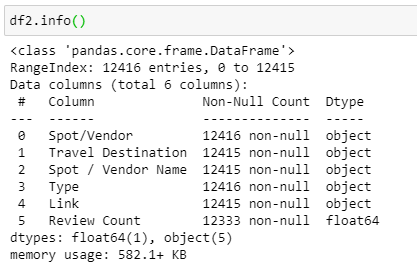 df2.info()
<class 'pandas.core.frame.DataFrame'>
RangeIndex: 12416 entries, 0 to 12415
Data columns (total 6 columns):
 #   Column              Non-Null Count  Dtype
---  ------              --------------  -----
 0   Spot/Vendor         12416 non-null  object
 1   Travel Destination  12415 non-null  object
 2   Spot / Vendor Name  12415 non-null  object
 3   Type                12416 non-null  object
 4   Link                12415 non-null  object
 5   Review Count        12333 non-null  float64
dtypes: float64(1), object(5)
memory usage: 582.1+ KB